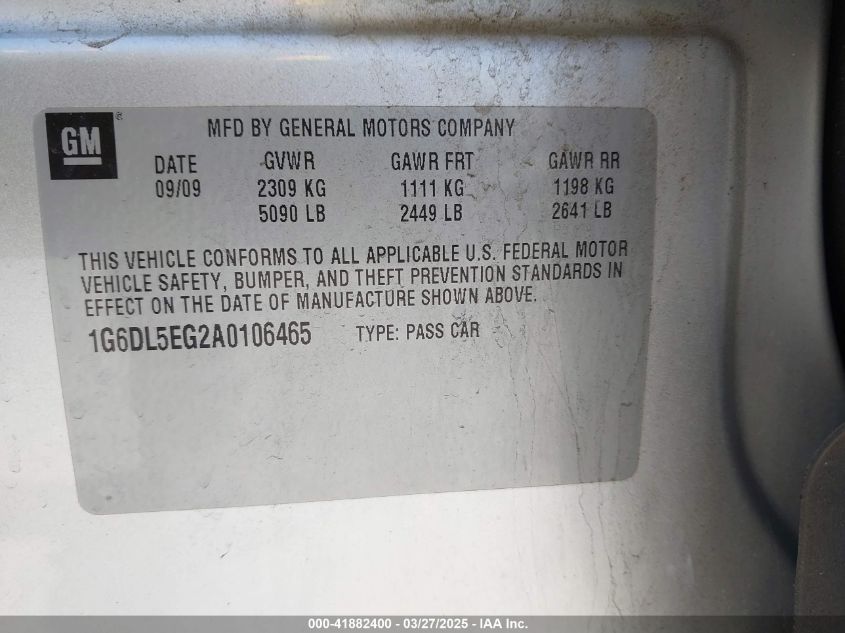 GM®
MFD BY GENERAL MOTORS COMPANY
DATE GVWR GAWR FRT GAWR RR
09/09 2309 KG 1111 KG 1198 KG
5090 LB 2449 LB 2641 LB
THIS VEHICLE CONFORMS TO ALL APPLICABLE U.S. FEDERAL MOTOR
VEHICLE SAFETY, BUMPER, AND THEFT PREVENTION STANDARDS IN
EFFECT ON THE DATE OF MANUFACTURE SHOWN ABOVE.
1G6DL5EG2A0106465 TYPE: PASS CAR
000-41882400 - 03/27/2025 - IAA Inc.